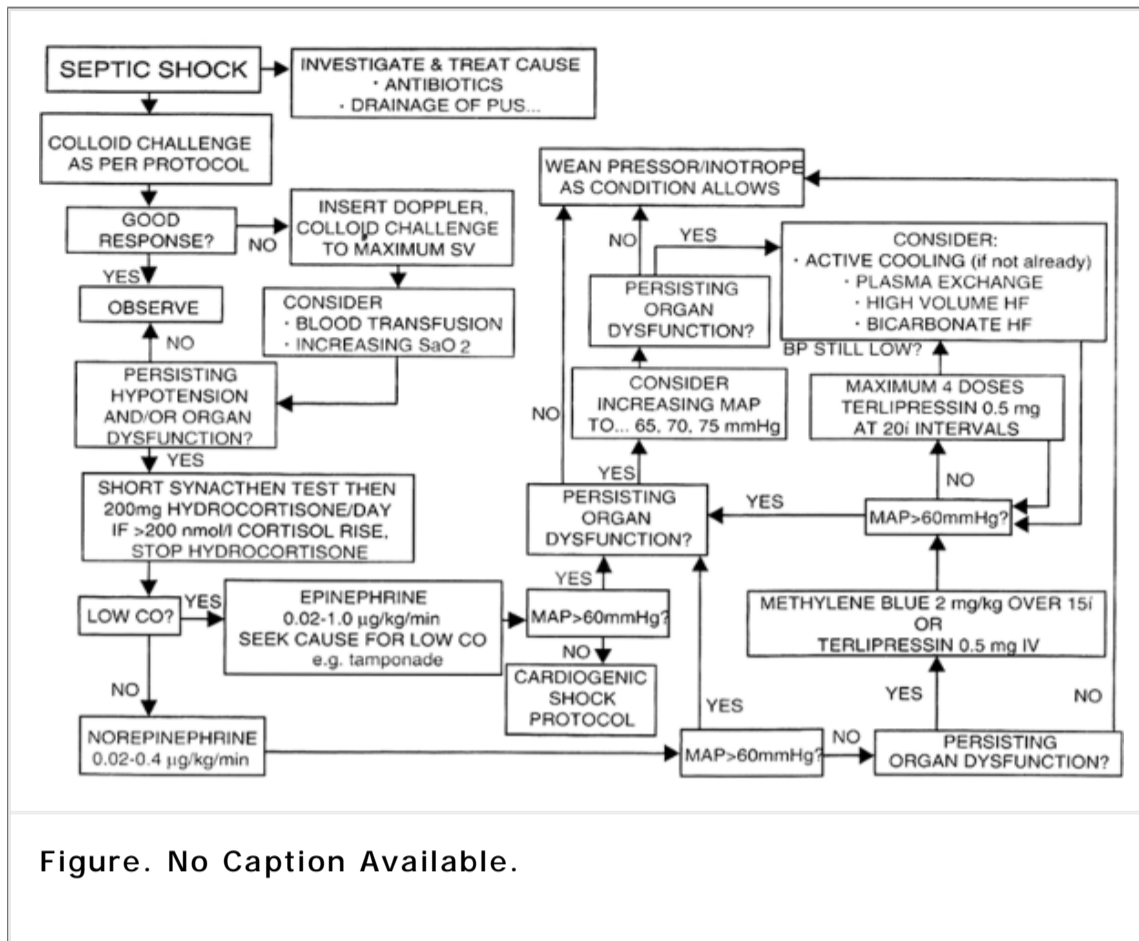 SEPTIC SHOCK
INVESTIGATE & TREAT CAUSE
· ANTIBIOTICS
· DRAINAGE OF PUS...
COLLOID CHALLENGE
AS PER PROTOCOL
GOOD
RESPONSE?
NO
INSERT DOPPLER,
COLLOID CHALLENGE
TO MAXIMUM SV
YES
OBSERVE
CONSIDER
· BLOOD TRANSFUSION
· INCREASING SaO2
NO
PERSISTING
HYPOTENSION
AND/OR ORGAN
DYSFUNCTION?
YES
SHORT SYNACTHEN TEST THEN
200mg HYDROCORTISONE/DAY
IF >200 nmol/l CORTISOL RISE,
STOP HYDROCORTISONE
LOW CO?
YES
EPINEPHRINE
0.02-1.0 µg/kg/min
SEEK CAUSE FOR LOW CO
e.g. tamponade
MAP>60mmHg?
NO
CARDIOGENIC
SHOCK
PROTOCOL
YES
NO
NOREPINEPHRINE
0.02-0.4 µg/kg/min
MAP>60mmHg?
YES
NO
PERSISTING
ORGAN DYSFUNCTION?
YES
NO
METHYLENE BLUE 2 mg/kg OVER 15í
OR
TERLIPRESSIN 0.5 mg IV
MAP>60mmHg?
YES
NO
MAXIMUM 4 DOSES
TERLIPRESSIN 0.5 mg
AT 20í INTERVALS
BP STILL LOW?
CONSIDER:
· ACTIVE COOLING (if not already)
· PLASMA EXCHANGE
· HIGH VOLUME HF
· BICARBONATE HF
PERSISTING
ORGAN
DYSFUNCTION?
YES
NO
CONSIDER
INCREASING MAP
TO... 65, 70, 75 mmHg
PERSISTING
ORGAN
DYSFUNCTION?
YES
NO
WEAN PRESSOR/INOTROPE
AS CONDITION ALLOWS
Figure. No Caption Available.